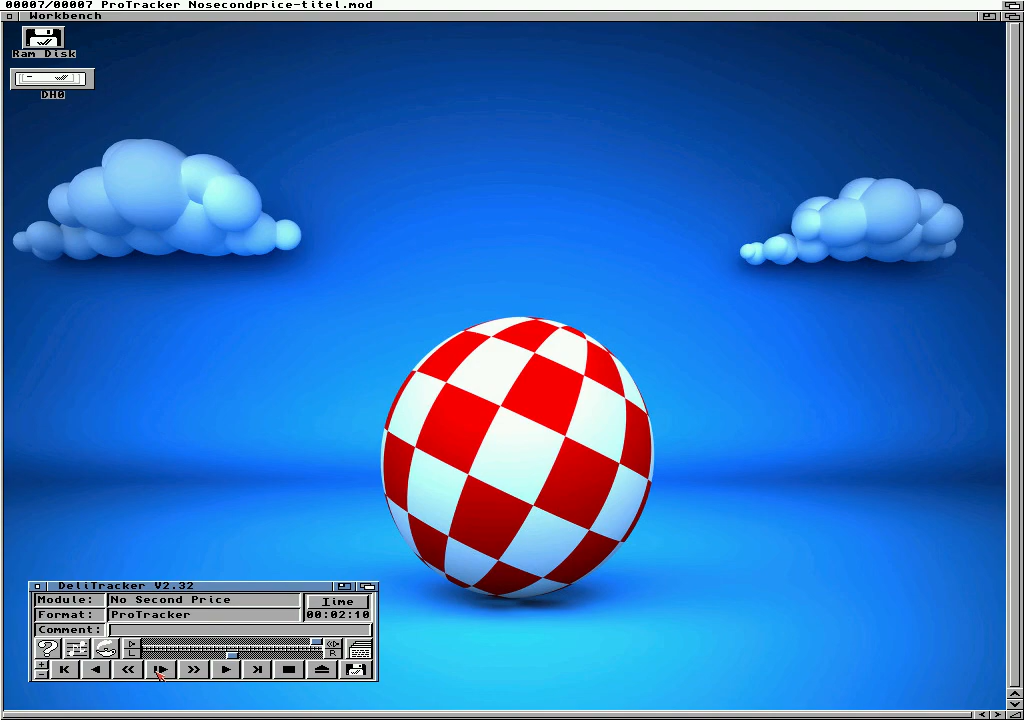 00007/00007 ProTracker Nosecondprice-titel.mod
Workbench
Ram Disk
DH0
DeliTracker V2.32
Module: No Second Price
Time
Format: ProTracker
00:02:10
Comment:
L
R